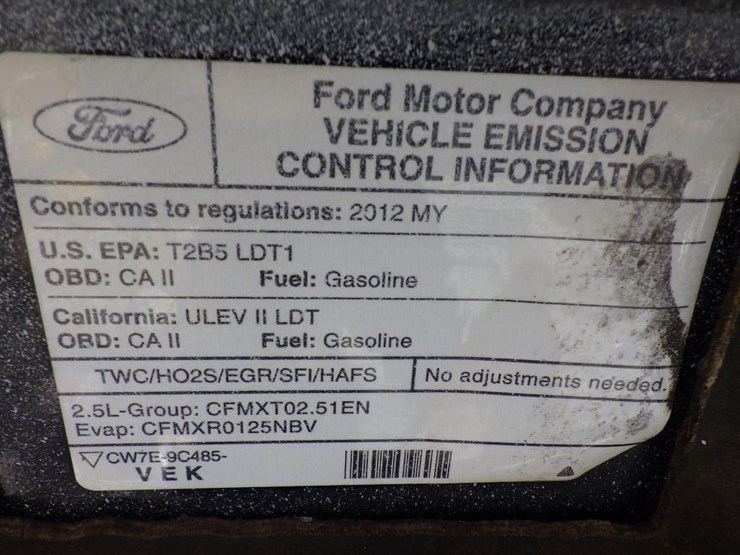 Ford
Ford Motor Company
VEHICLE EMISSION
CONTROL INFORMATION
Conforms to regulations: 2012 MY
U.S. EPA: T2B5 LDT1
OBD: CA II Fuel: Gasoline
California: ULEV II LDT
OBD: CA II Fuel: Gasoline
TWC/HO2S/EGR/SFI/HAFS No adjustments needed.
2.5L-Group: CFMXT02.51EN
Evap: CFMXR0125NBV
CW7E-9C485-
VEK